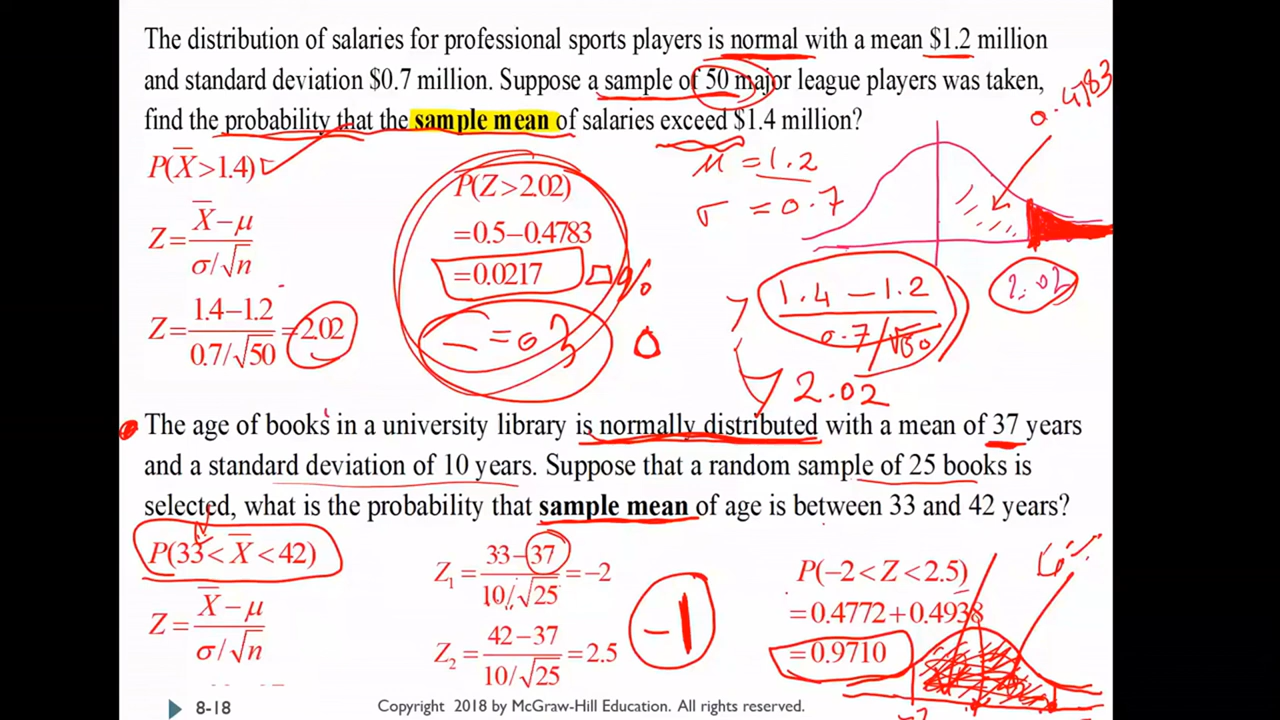 The distribution of salaries for professional sports players is normal with a mean $1.2 million
and standard deviation $0.7 million. Suppose a sample of 50 major league players was taken,
find the probability that the sample mean of salaries exceed $1.4 million?
0.4783
P(X̅>1.4)
Z = (X̅ − μ) / (σ/√n)
Z = (1.4 − 1.2) / (0.7/√50) = 2.02
P(Z > 2.02)
= 0.5 − 0.4783
= 0.0217
%
μ = 1.2
σ = 0.7
2.02
(1.4 − 1.2) / (0.7/√50)
2.02
The age of books in a university library is normally distributed with a mean of 37 years
and a standard deviation of 10 years. Suppose that a random sample of 25 books is
selected, what is the probability that sample mean of age is between 33 and 42 years?
P(33 < X̅ < 42)
Z = (X̅ − μ) / (σ/√n)
Z₁ = (33 − 37) / (10/√25) = −2
Z₂ = (42 − 37) / (10/√25) = 2.5
−1
P(−2 < Z < 2.5)
= 0.4772 + 0.4938
= 0.9710
8-18
Copyright 2018 by McGraw-Hill Education. All rights reserved.